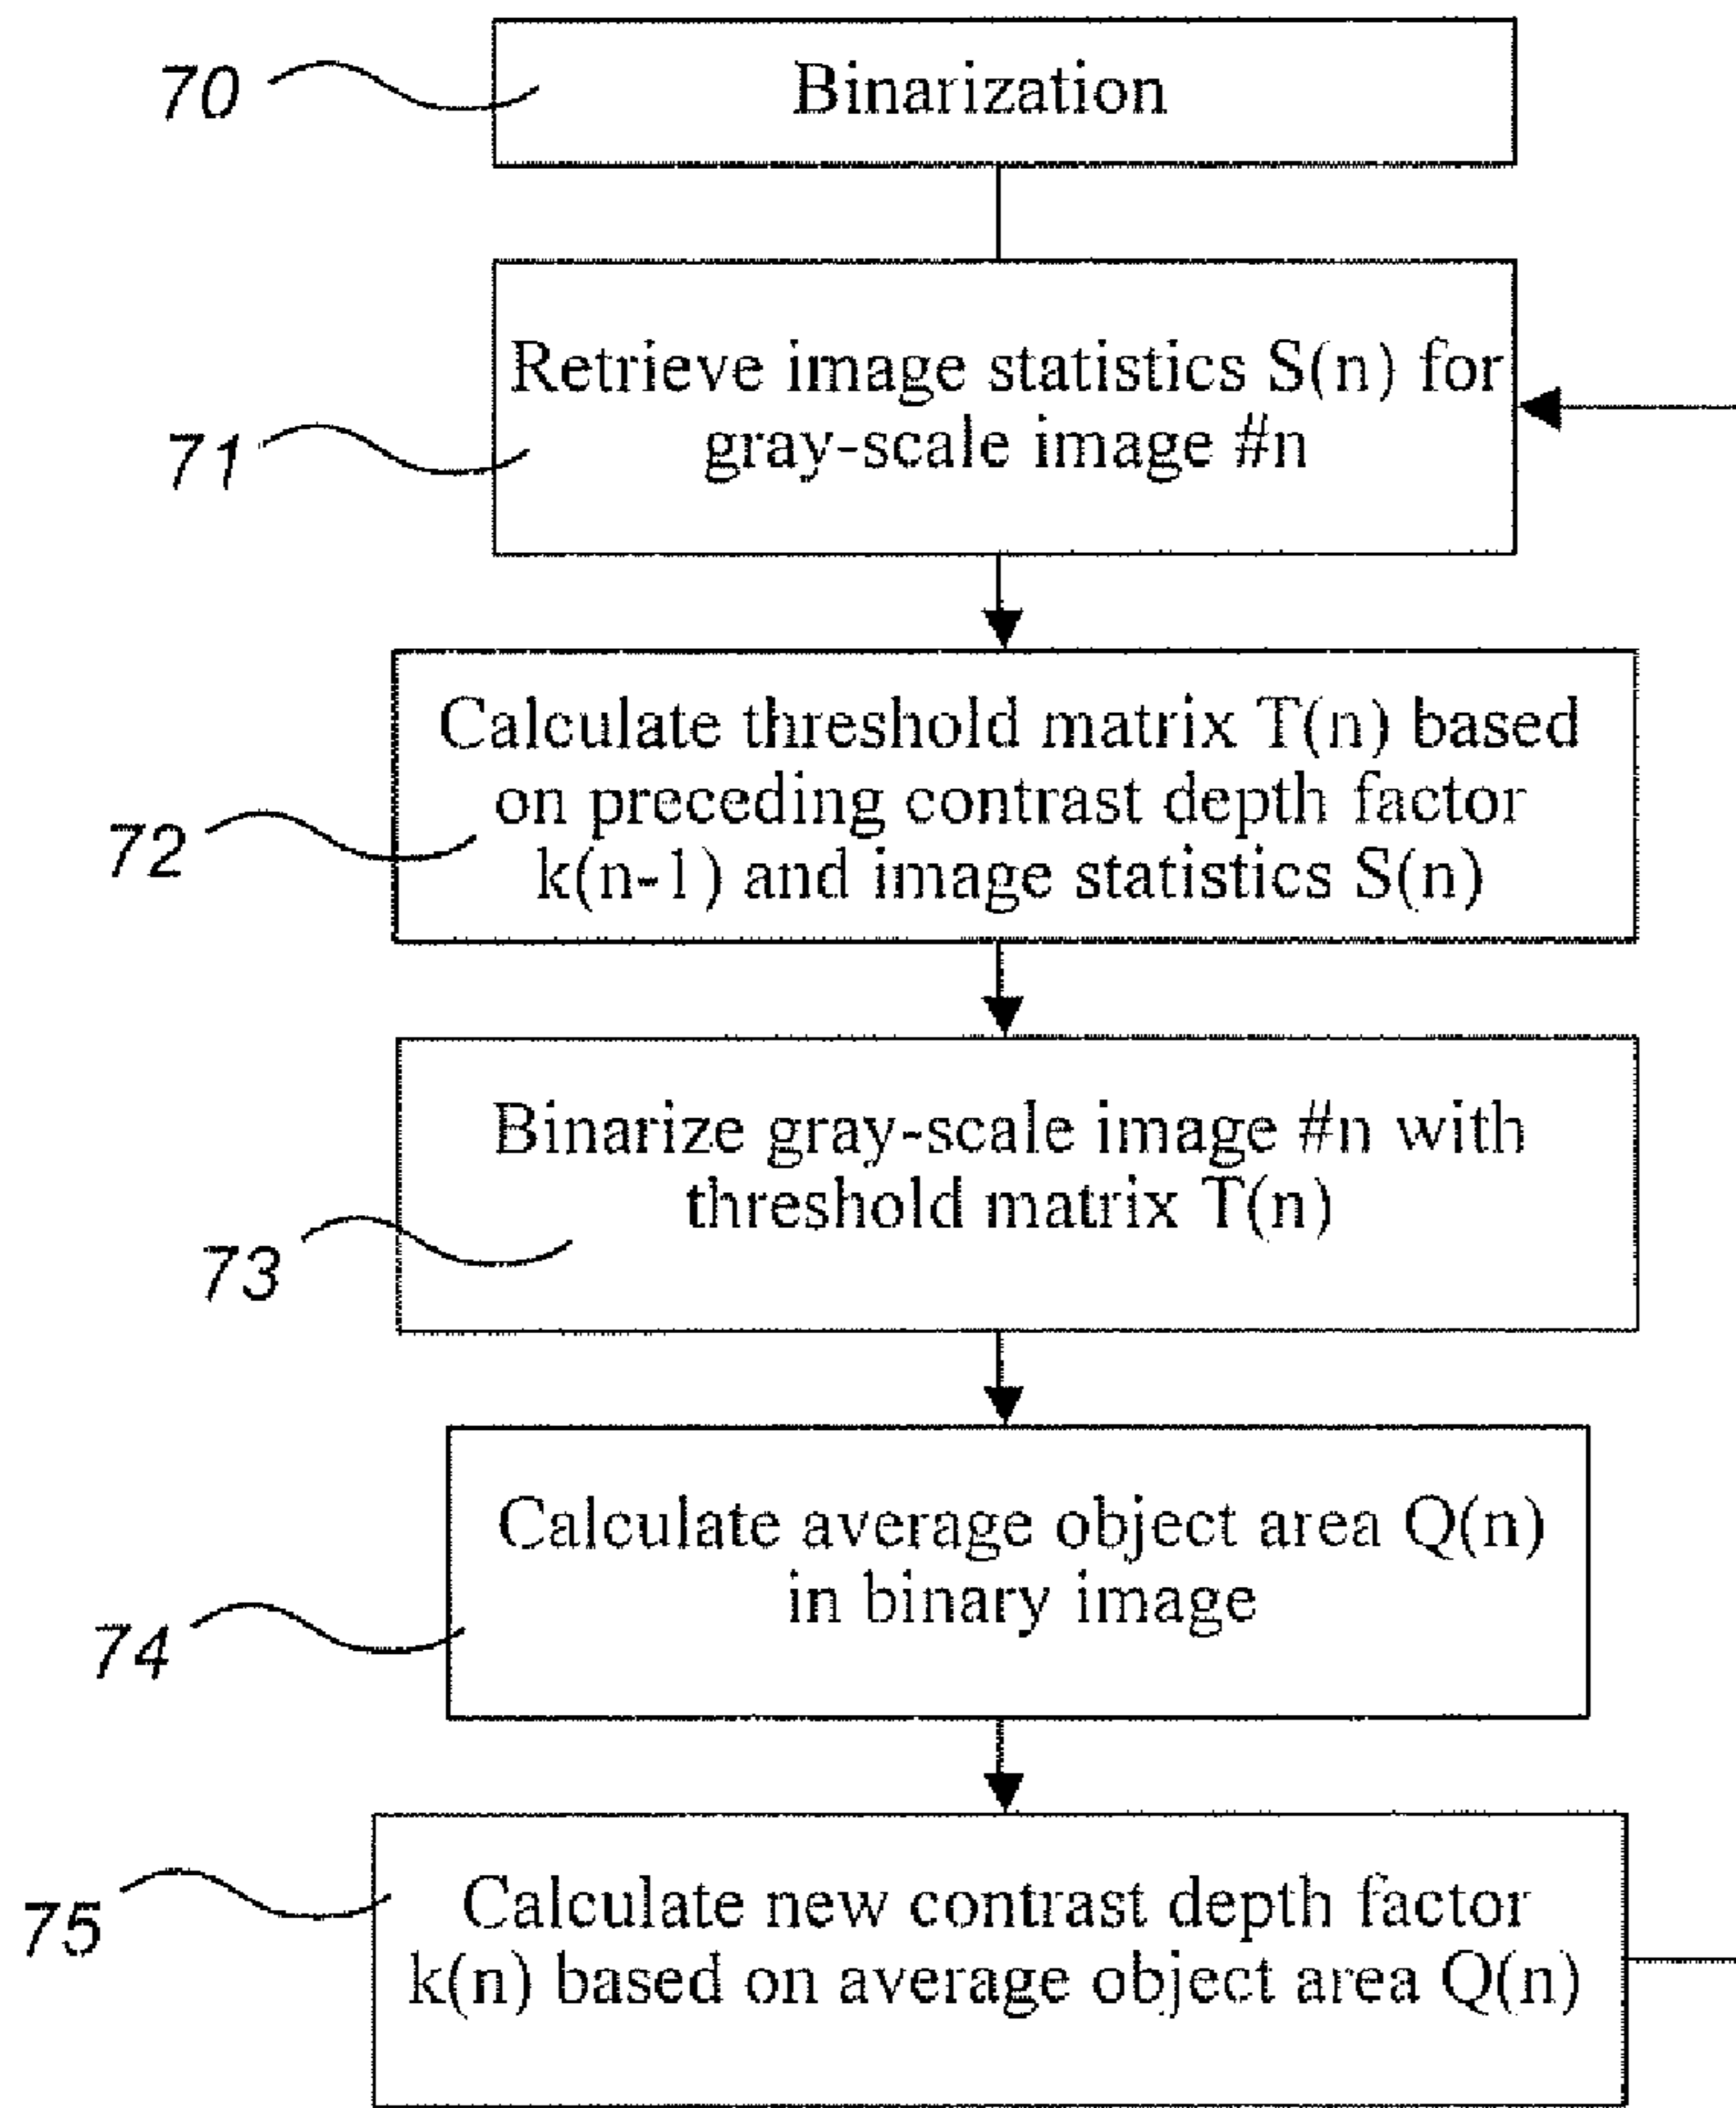 70
Binarization
71
Retrieve image statistics S(n) for
gray-scale image #n
72
Calculate threshold matrix T(n) based
on preceding contrast depth factor
k(n-1) and image statistics S(n)
73
Binarize gray-scale image #n with
threshold matrix T(n)
74
Calculate average object area Q(n)
in binary image
75
Calculate new contrast depth factor
k(n) based on average object area Q(n)